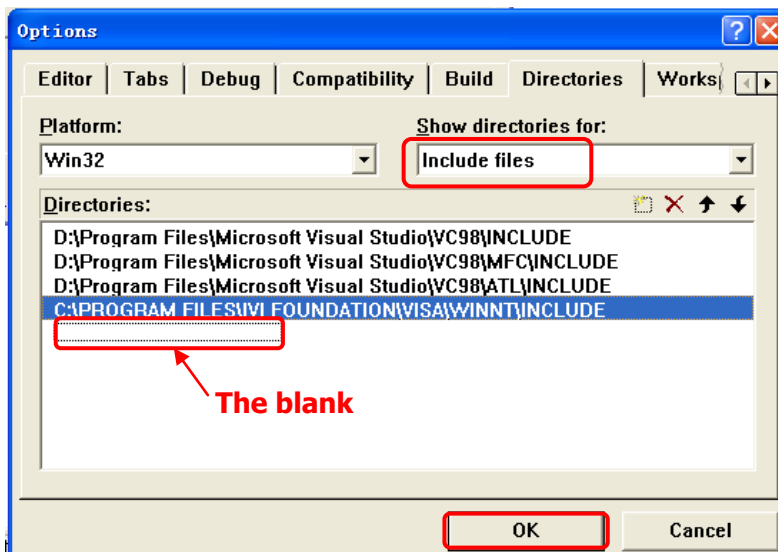 Options
Editor Tabs Debug Compatibility Build Directories Works
Platform: Show directories for:
Win32 Include files
Directories:
D:\Program Files\Microsoft Visual Studio\VC98\INCLUDE
D:\Program Files\Microsoft Visual Studio\VC98\MFC\INCLUDE
D:\Program Files\Microsoft Visual Studio\VC98\ATL\INCLUDE
C:\PROGRAM FILES\IVI FOUNDATION\VISA\WINNT\INCLUDE
The blank
OK Cancel